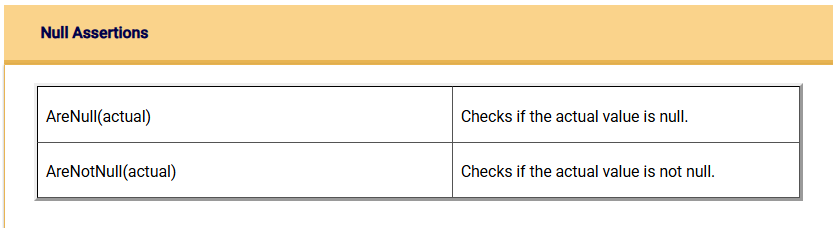 Null Assertions
AreNull(actual)
Checks if the actual value is null.
AreNotNull(actual)
Checks if the actual value is not null.